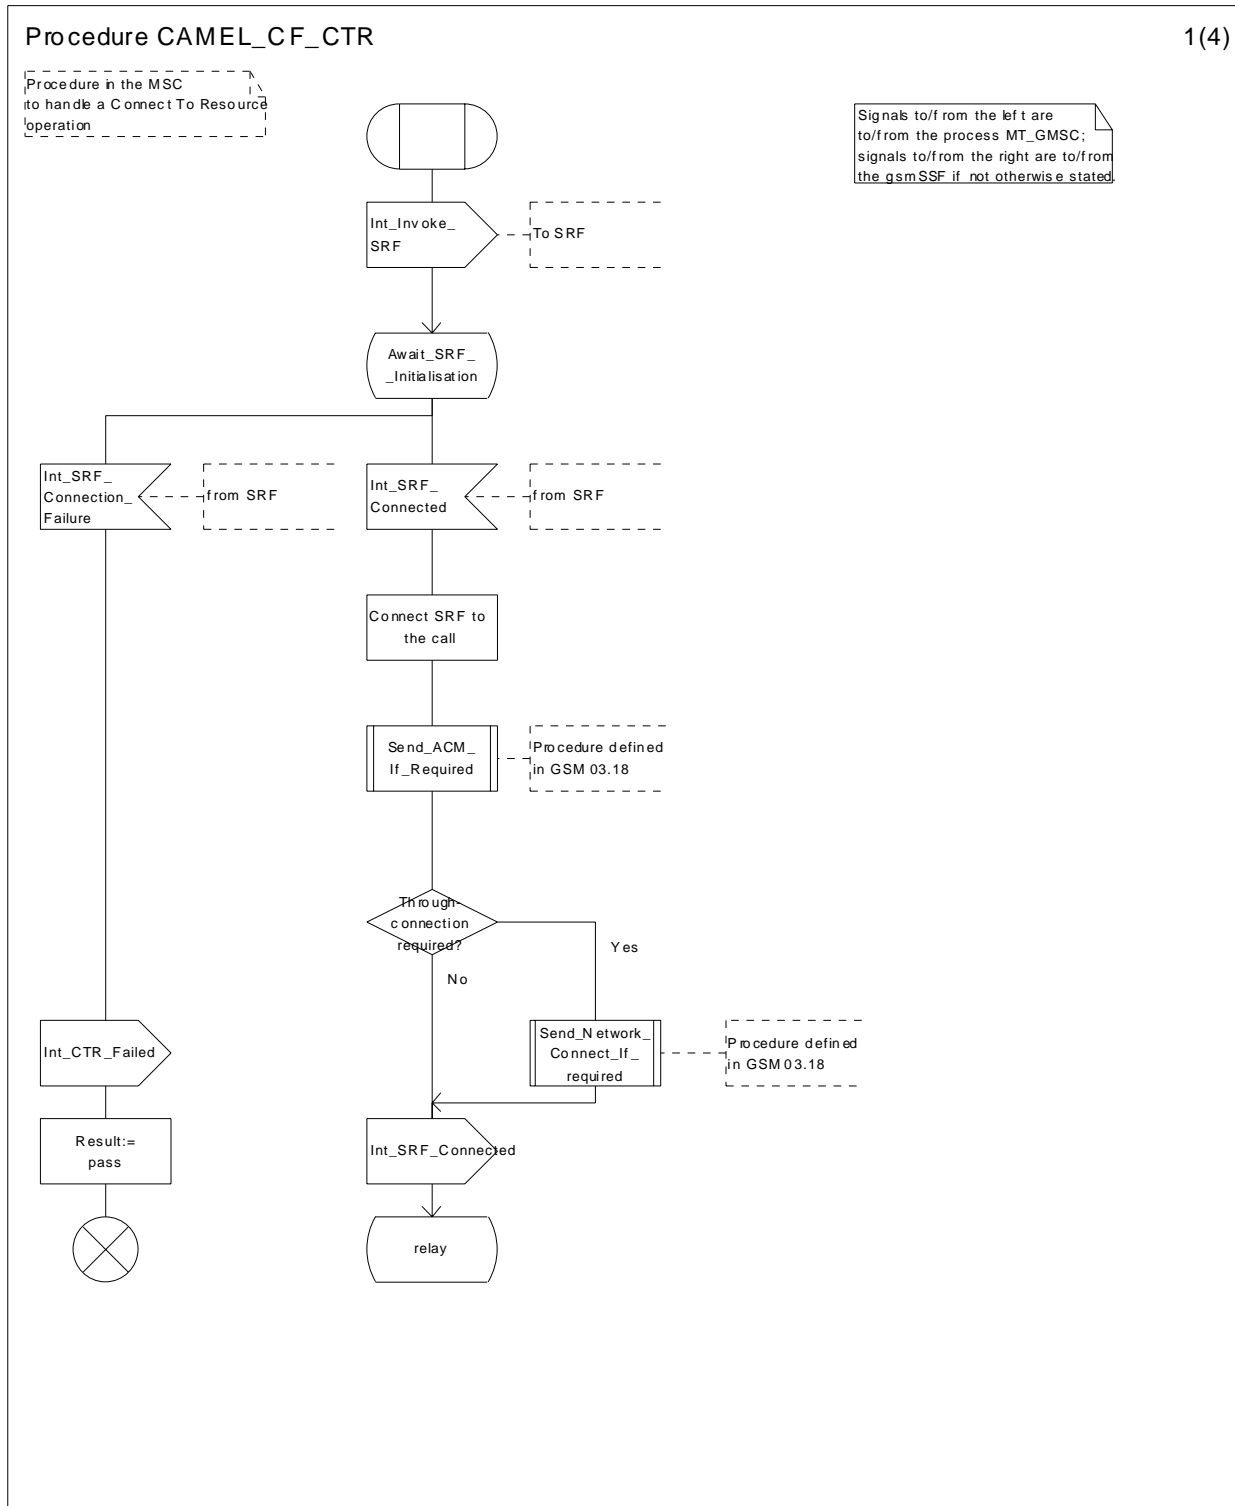 Procedure CAMEL_CF_CTR
1(4)
Procedure in the MSC
to handle a Connect To Resource
operation
Signals to/from the left are
to/from the process MT_GMSC;
signals to/from the right are to/from
the gsmSSF if not otherwise stated.
Int_Invoke_
SRF
To SRF
Await_SRF_
_Initialisation
Int_SRF_
Connection_
Failure
from SRF
Int_SRF_
Connected
from SRF
Connect SRF to
the call
Send_ACM_
If_Required
Procedure defined
in GSM 03.18
Through-
connection
required?
Yes
No
Int_CTR_Failed
Send_Network_
Connect_If_
required
Procedure defined
in GSM 03.18
Result:=
pass
Int_SRF_Connected
relay